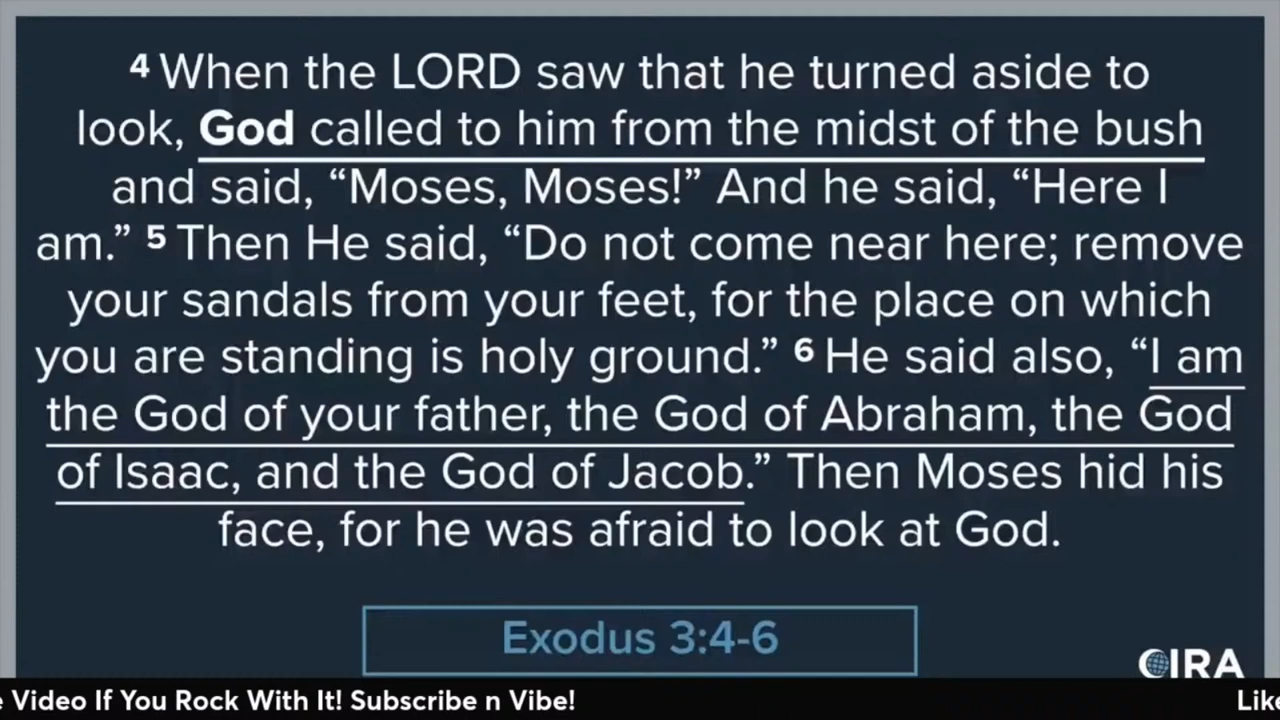 4 When the LORD saw that he turned aside to
look, God called to him from the midst of the bush
and said, “Moses, Moses!” And he said, “Here I
am.” 5 Then He said, “Do not come near here; remove
your sandals from your feet, for the place on which
you are standing is holy ground.” 6 He said also, “I am
the God of your father, the God of Abraham, the God
of Isaac, and the God of Jacob.” Then Moses hid his
face, for he was afraid to look at God.
Exodus 3:4-6
CIRA
e Video If You Rock With It! Subscribe n Vibe! Like